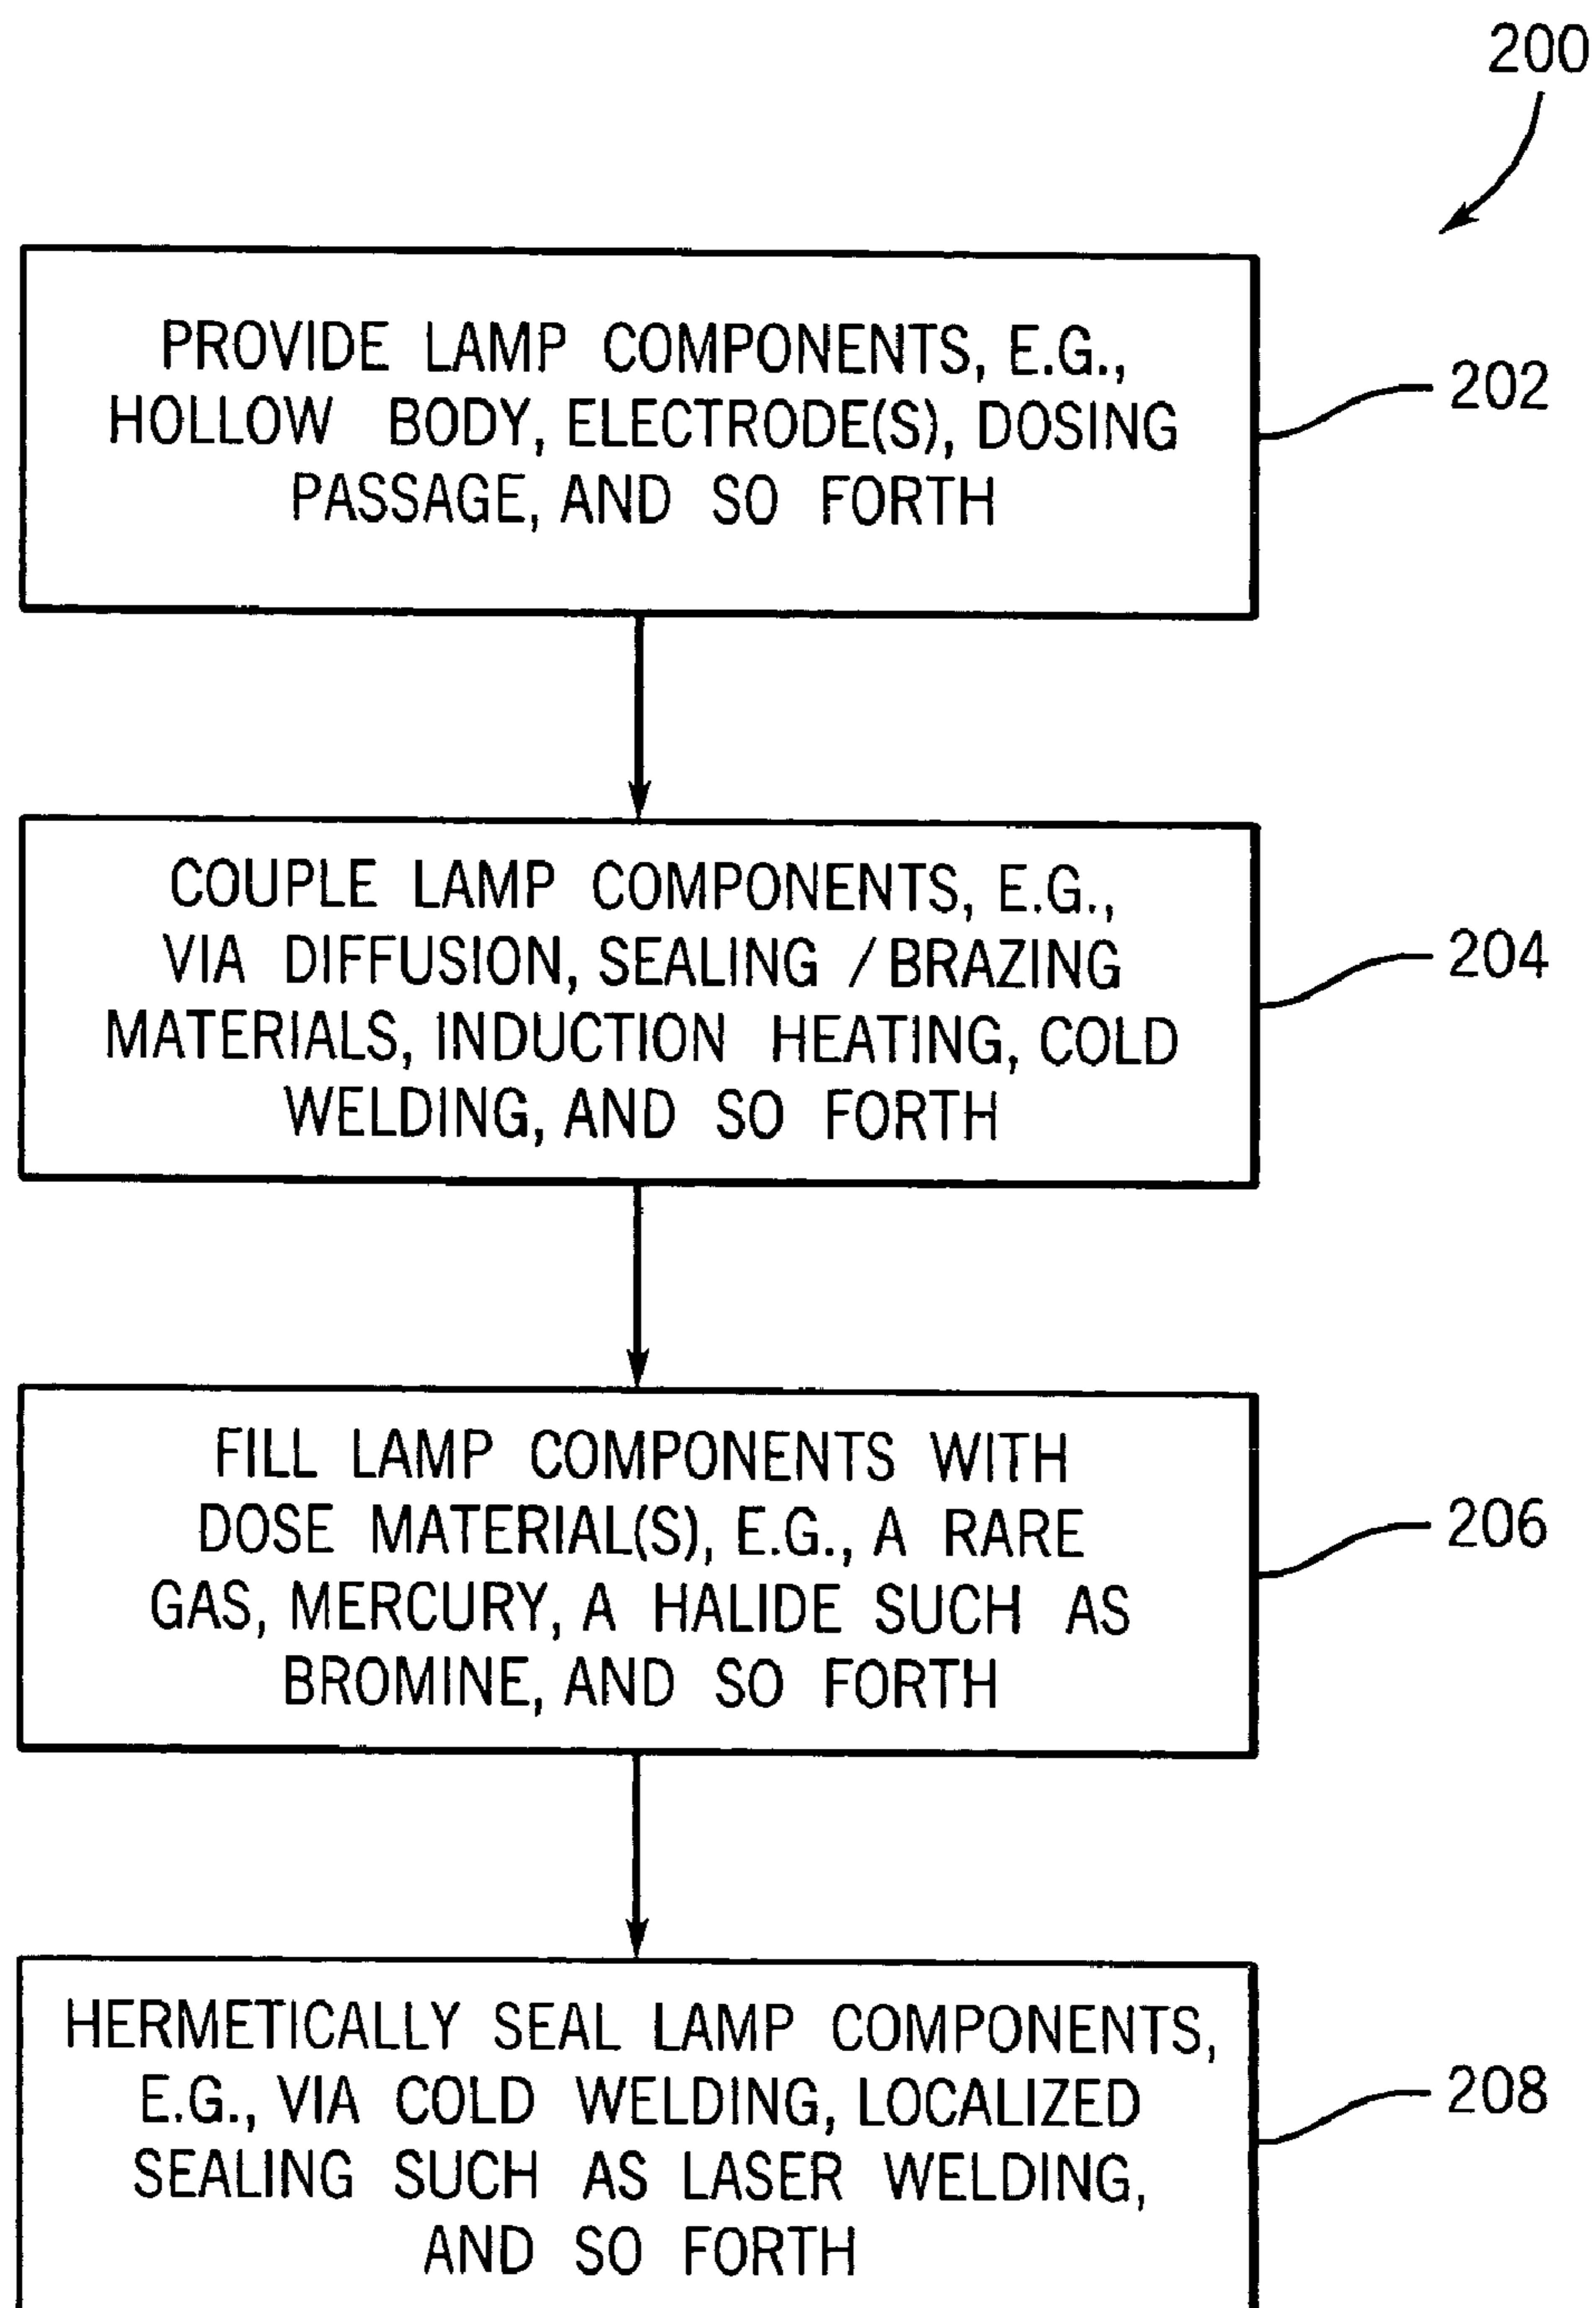 200
PROVIDE LAMP COMPONENTS, E.G.,
HOLLOW BODY, ELECTRODE(S), DOSING
PASSAGE, AND SO FORTH
202
COUPLE LAMP COMPONENTS, E.G.,
VIA DIFFUSION, SEALING / BRAZING
MATERIALS, INDUCTION HEATING, COLD
WELDING, AND SO FORTH
204
FILL LAMP COMPONENTS WITH
DOSE MATERIAL(S), E.G., A RARE
GAS, MERCURY, A HALIDE SUCH AS
BROMINE, AND SO FORTH
206
HERMETICALLY SEAL LAMP COMPONENTS,
E.G., VIA COLD WELDING, LOCALIZED
SEALING SUCH AS LASER WELDING,
AND SO FORTH
208